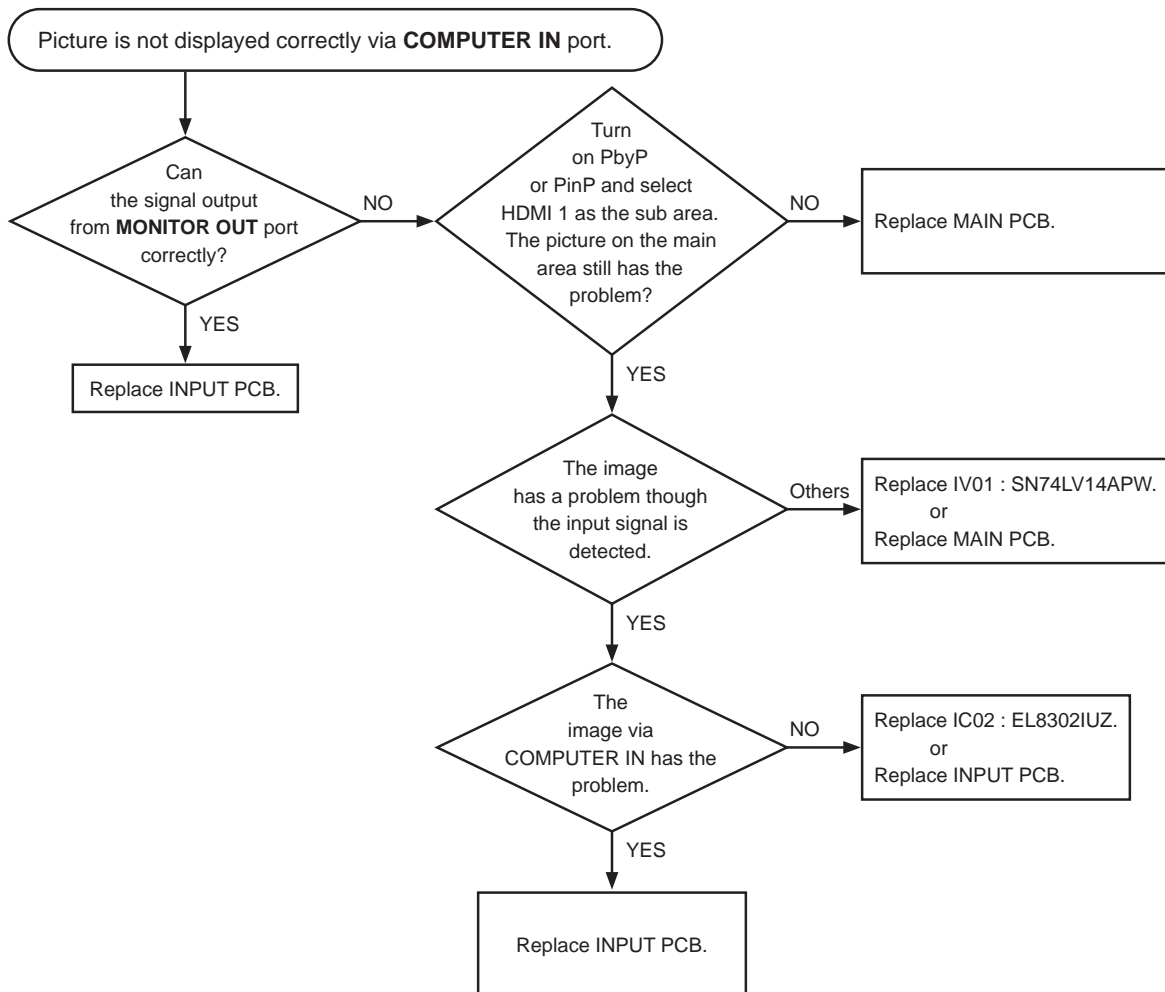 Picture is not displayed correctly via COMPUTER IN port.
Can
the signal output
from MONITOR OUT port
correctly?
NO
YES
Replace INPUT PCB.
Turn
on PbyP
or PinP and select
HDMI 1 as the sub area.
The picture on the main
area still has the
problem?
NO
Replace MAIN PCB.
YES
The image
has a problem though
the input signal is
detected.
Others
Replace IV01 : SN74LV14APW.
or
Replace MAIN PCB.
YES
The
image via
COMPUTER IN has the
problem.
NO
Replace IC02 : EL8302IUZ.
or
Replace INPUT PCB.
YES
Replace INPUT PCB.